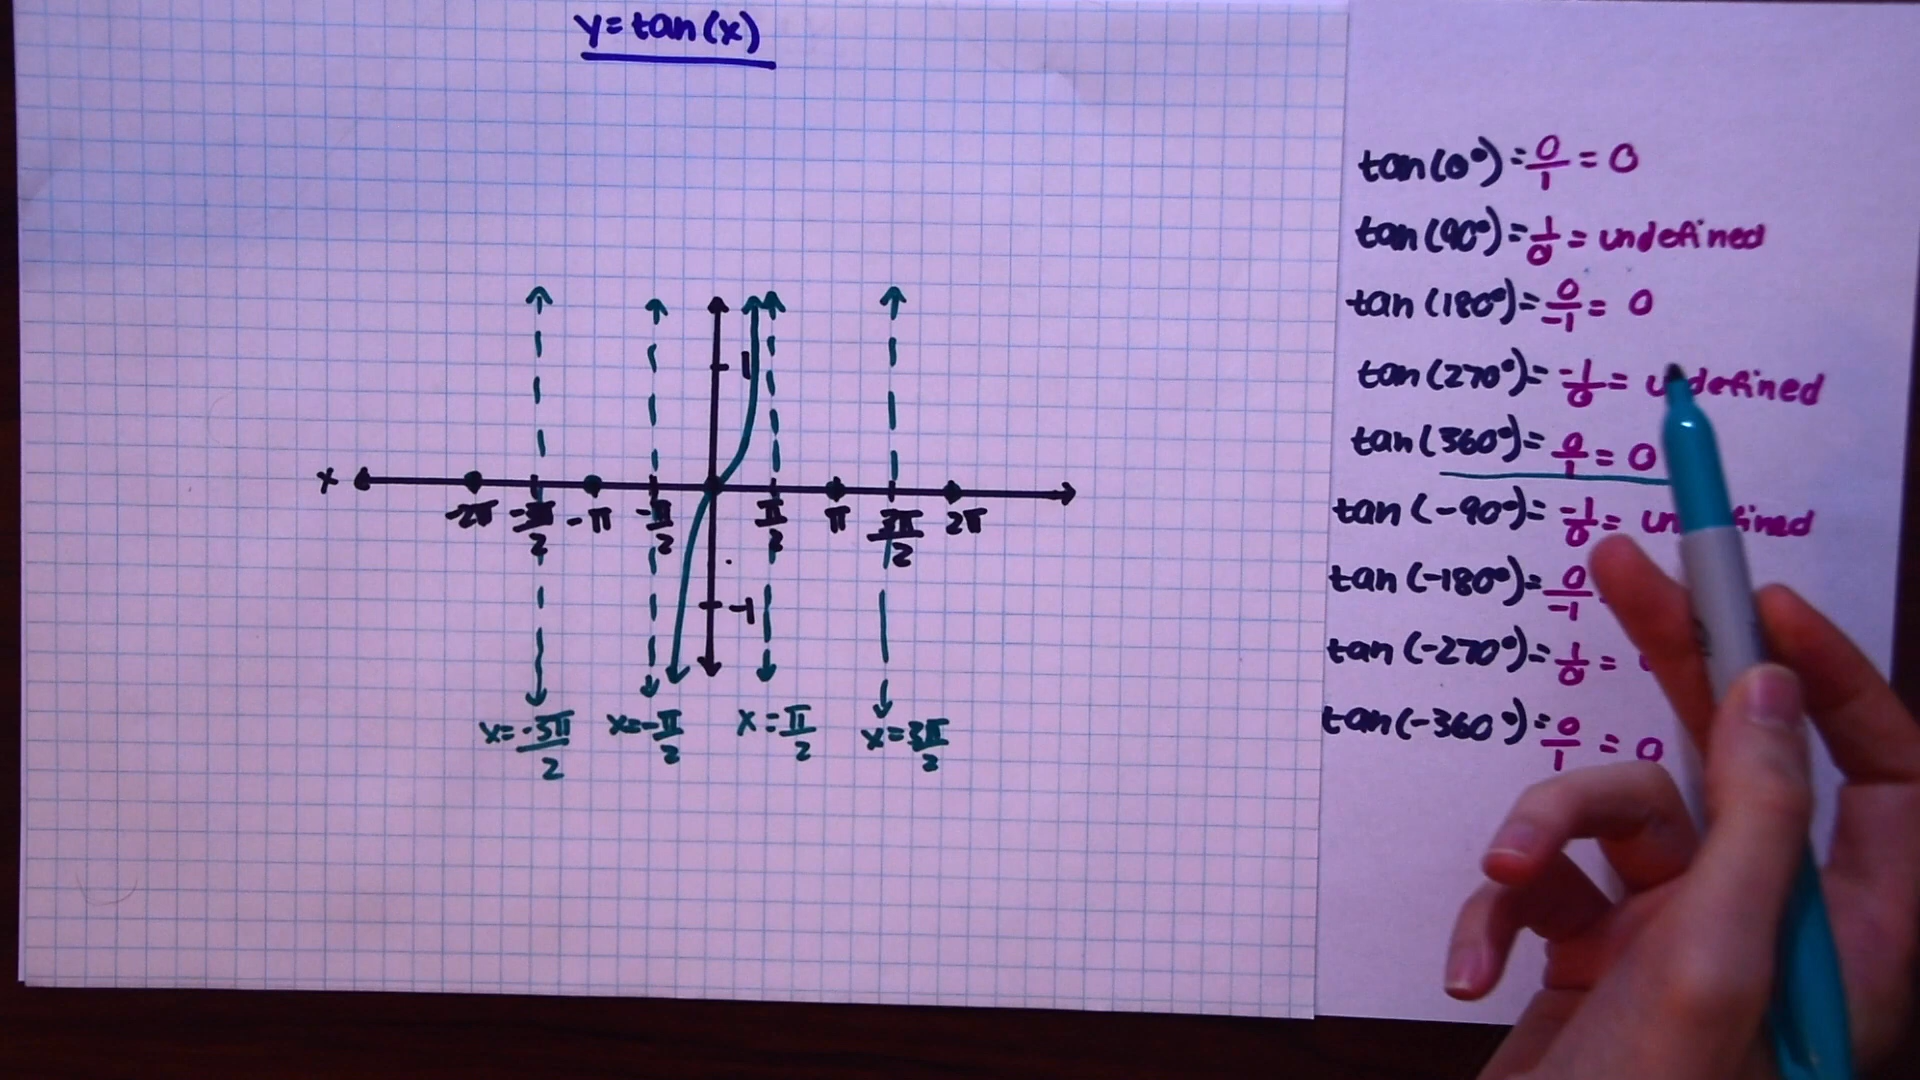 y=tan(x)
1
x
-2π -3π/2 -π -π/2 π/2 π 3π/2 2π
-1
x=-3π/2 x=-π/2 x=π/2 x=3π/2
tan(0°)=0/1=0
tan(90°)=1/0=undefined
tan(180°)=0/-1=0
tan(270°)=-1/0=undefined
tan(360°)=0/1=0
tan(-90°)=-1/0=
tan(-180°)=0/-1
tan(-270°)=1/0=
tan(-360°)=0/1=0